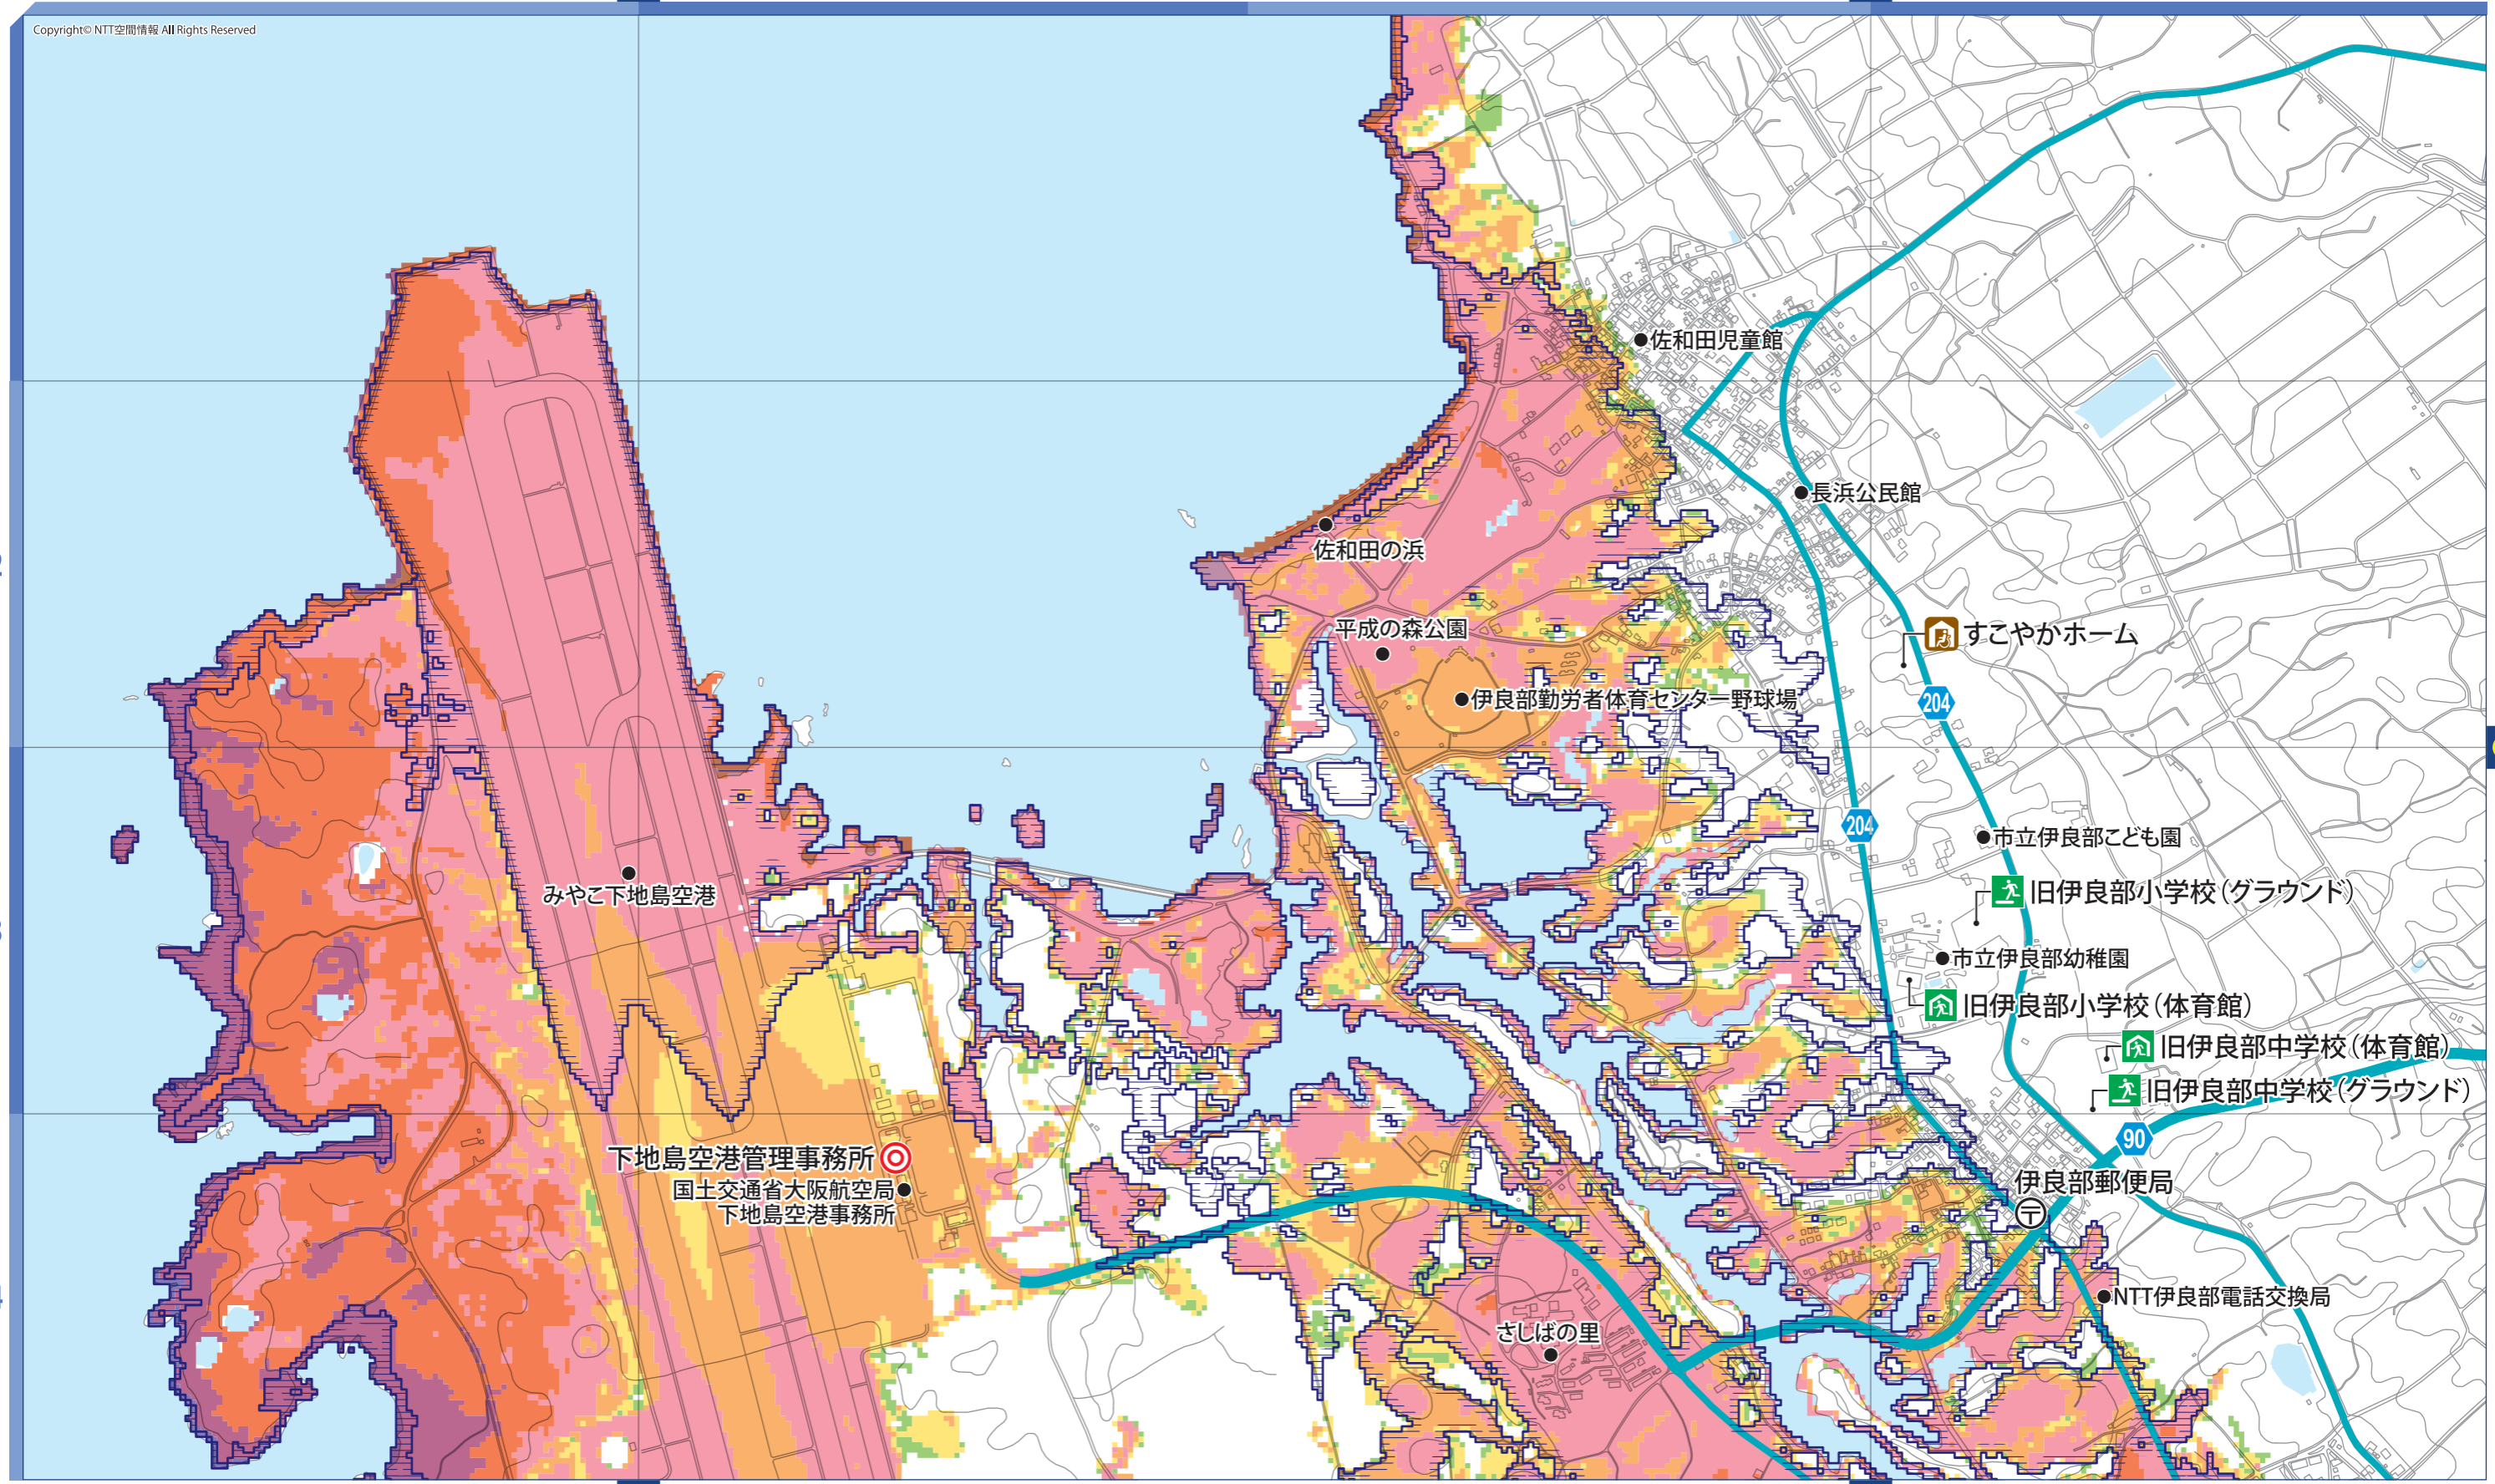 Copyright© NTT空間情報 All Rights Reserved
佐和田児童館
長浜公民館
佐和田の浜
平成の森公園
すこやかホーム
伊良部勤労者体育センター野球場
204
204
市立伊良部こども園
みやこ下地島空港
旧伊良部小学校（グラウンド）
市立伊良部幼稚園
旧伊良部小学校（体育館）
旧伊良部中学校（体育館）
旧伊良部中学校（グラウンド）
90
下地島空港管理事務所
国土交通省大阪航空局
下地島空港事務所
伊良部郵便局
〒
NTT伊良部電話交換局
さしばの里